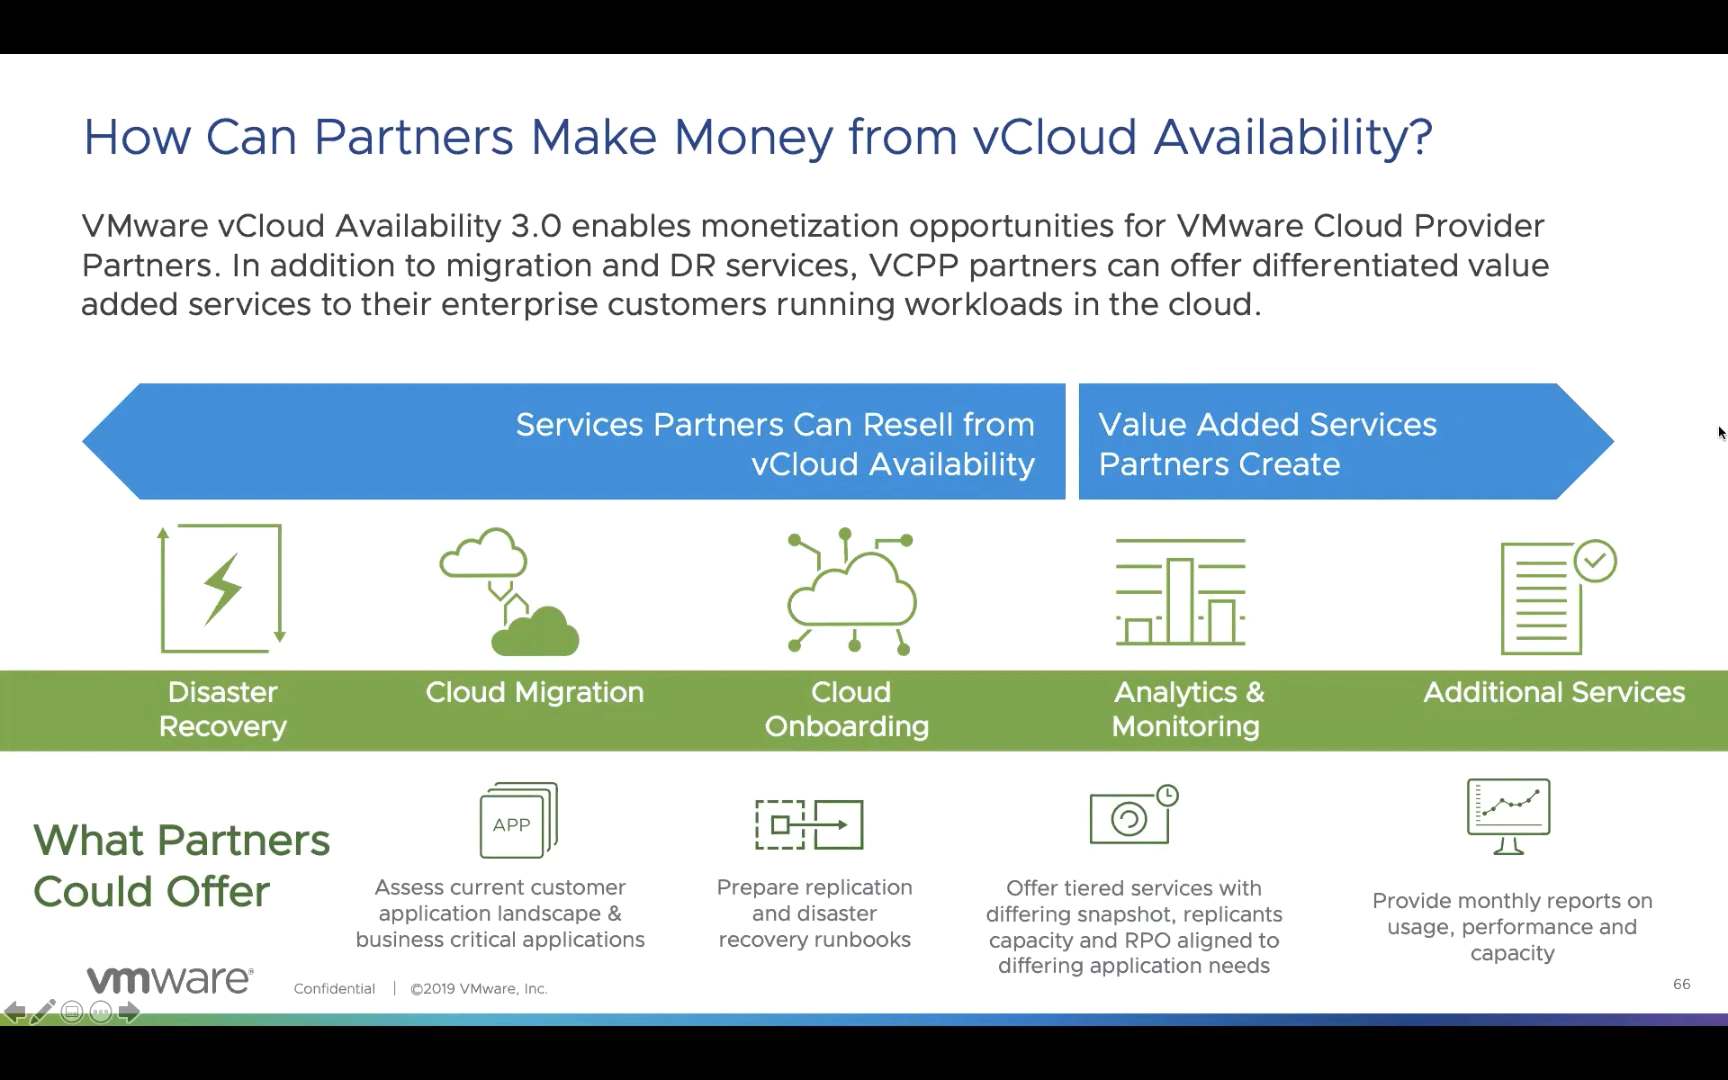 How Can Partners Make Money from vCloud Availability?
VMware vCloud Availability 3.0 enables monetization opportunities for VMware Cloud Provider
Partners. In addition to migration and DR services, VCPP partners can offer differentiated value
added services to their enterprise customers running workloads in the cloud.
Services Partners Can Resell from
vCloud Availability
Value Added Services
Partners Create
Disaster
Recovery
Cloud Migration
Cloud
Onboarding
Analytics &
Monitoring
Additional Services
What Partners
Could Offer
APP
Assess current customer
application landscape &
business critical applications
Prepare replication
and disaster
recovery runbooks
Offer tiered services with
differing snapshot, replicants
capacity and RPO aligned to
differing application needs
Provide monthly reports on
usage, performance and
capacity
vmware®
Confidential | ©2019 VMware, Inc.
66